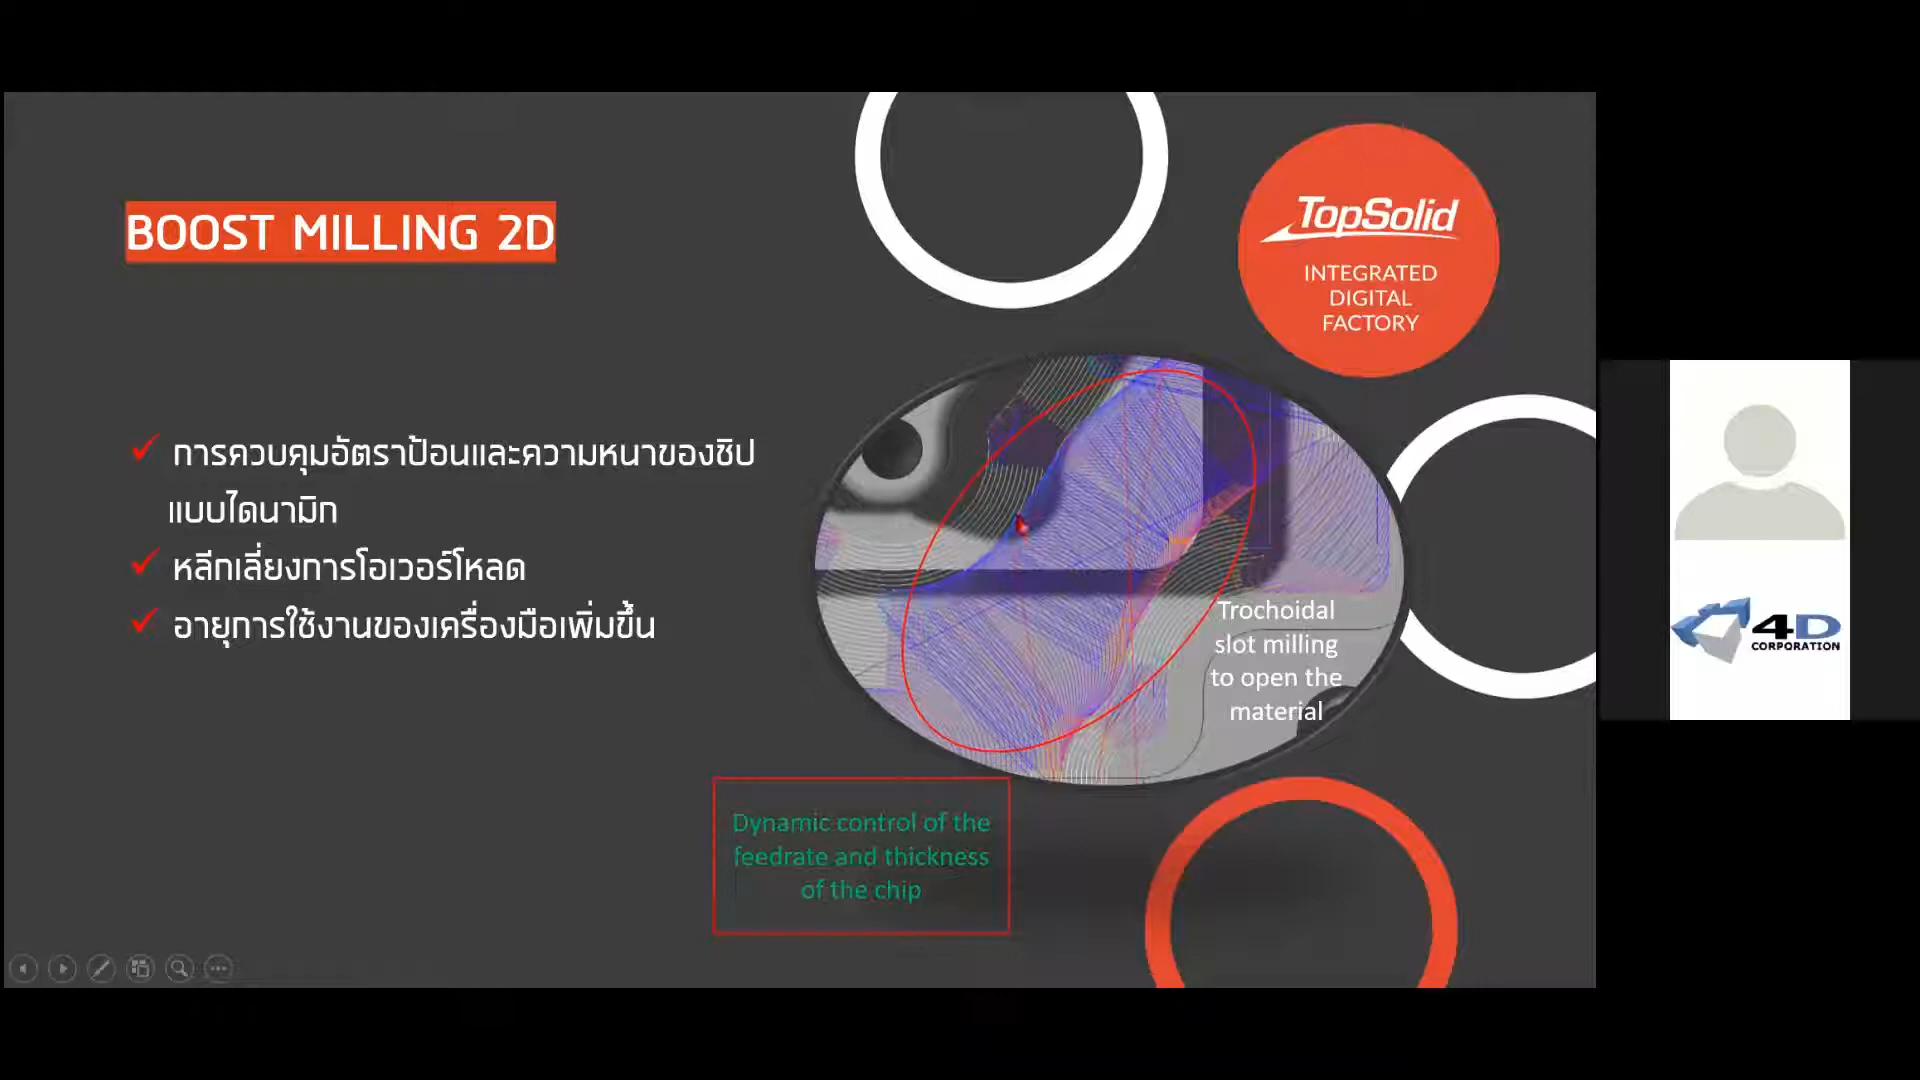 BOOST MILLING 2D
TopSolid
INTEGRATED
DIGITAL
FACTORY
การควบคุมอัตราป้อนและความหนาของชิป
แบบไดนามิก
หลีกเลี่ยงการโอเวอร์โหลด
อายุการใช้งานของเครื่องมือเพิ่มขึ้น
Trochoidal
slot milling
to open the
material
Dynamic control of the
feedrate and thickness
of the chip
4D
CORPORATION